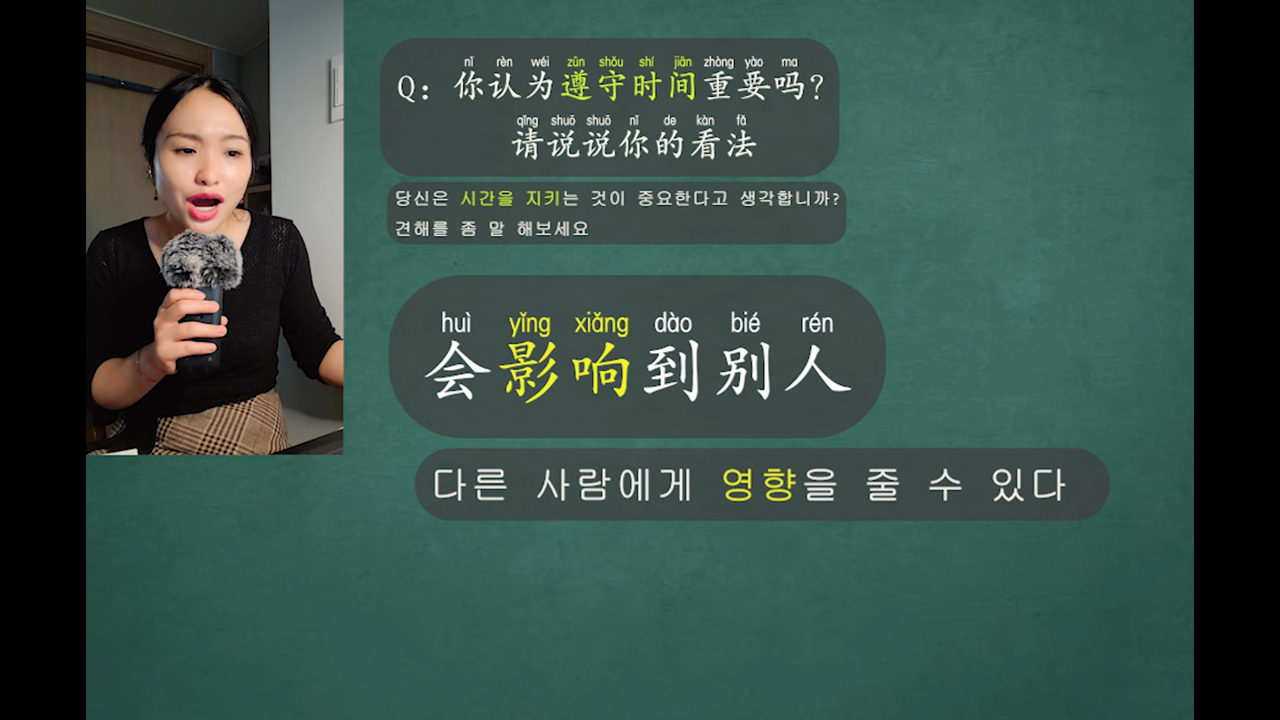 nǐ rèn wéi zūn shǒu shí jiān zhòng yào ma
Q：你认为遵守时间重要吗？
qǐng shuō shuō nǐ de kàn fǎ
请说说你的看法
당신은 시간을 지키는 것이 중요한다고 생각합니까?
견해를 좀 말 해보세요
huì yǐng xiǎng dào bié rén
会影响到别人
다른 사람에게 영향을 줄 수 있다